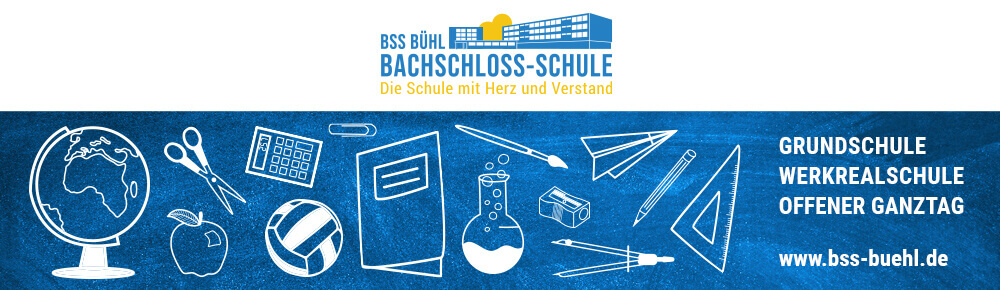 BSS BÜHL
BACHSCHLOSS-SCHULE
Die Schule mit Herz und Verstand
GRUNDSCHULE
WERKREALSCHULE
OFFENER GANZTAG
www.bss-buehl.de